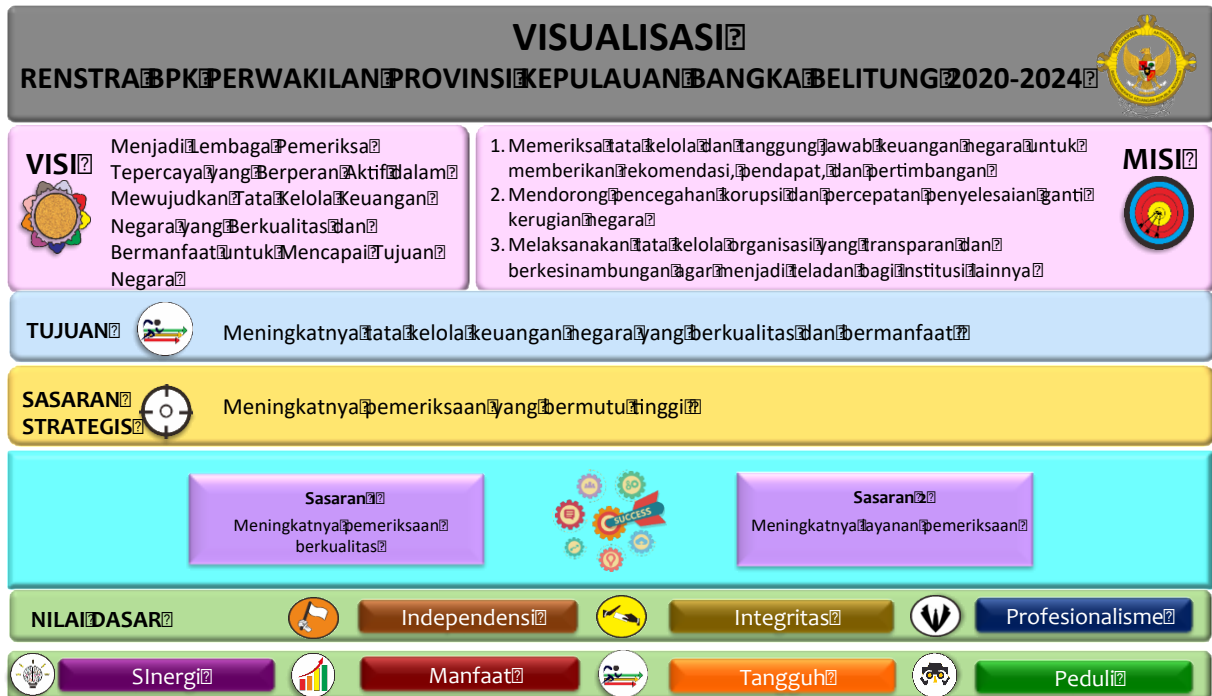 VISUALISASI
RENSTRA BPK PERWAKILAN PROVINSI KEPULAUAN BANGKA BELITUNG 2020-2024
VISI
Menjadi Lembaga Pemeriksa
Tepercaya yang Berperan Aktif dalam
Mewujudkan Tata Kelola Keuangan
Negara yang Berkualitas dan
Bermanfaat untuk Mencapai Tujuan
Negara
1. Memeriksa tata kelola dan tanggung jawab keuangan negara untuk
memberikan rekomendasi, pendapat, dan pertimbangan
2. Mendorong pencegahan korupsi dan percepatan penyelesaian ganti
kerugian negara
3. Melaksanakan tata kelola organisasi yang transparan dan
berkesinambungan agar menjadi teladan bagi institusi lainnya
MISI
TUJUAN
Meningkatnya tata kelola keuangan negara yang berkualitas dan bermanfaat
SASARAN
STRATEGIS
Meningkatnya pemeriksaan yang bermutu tinggi
Sasaran 1
Meningkatnya pemeriksaan
berkualitas
SUCCESS
Sasaran 2
Meningkatnya layanan pemeriksaan
NILAI DASAR
Independensi
Integritas
Profesionalisme
SInergi
Manfaat
Tangguh
Peduli